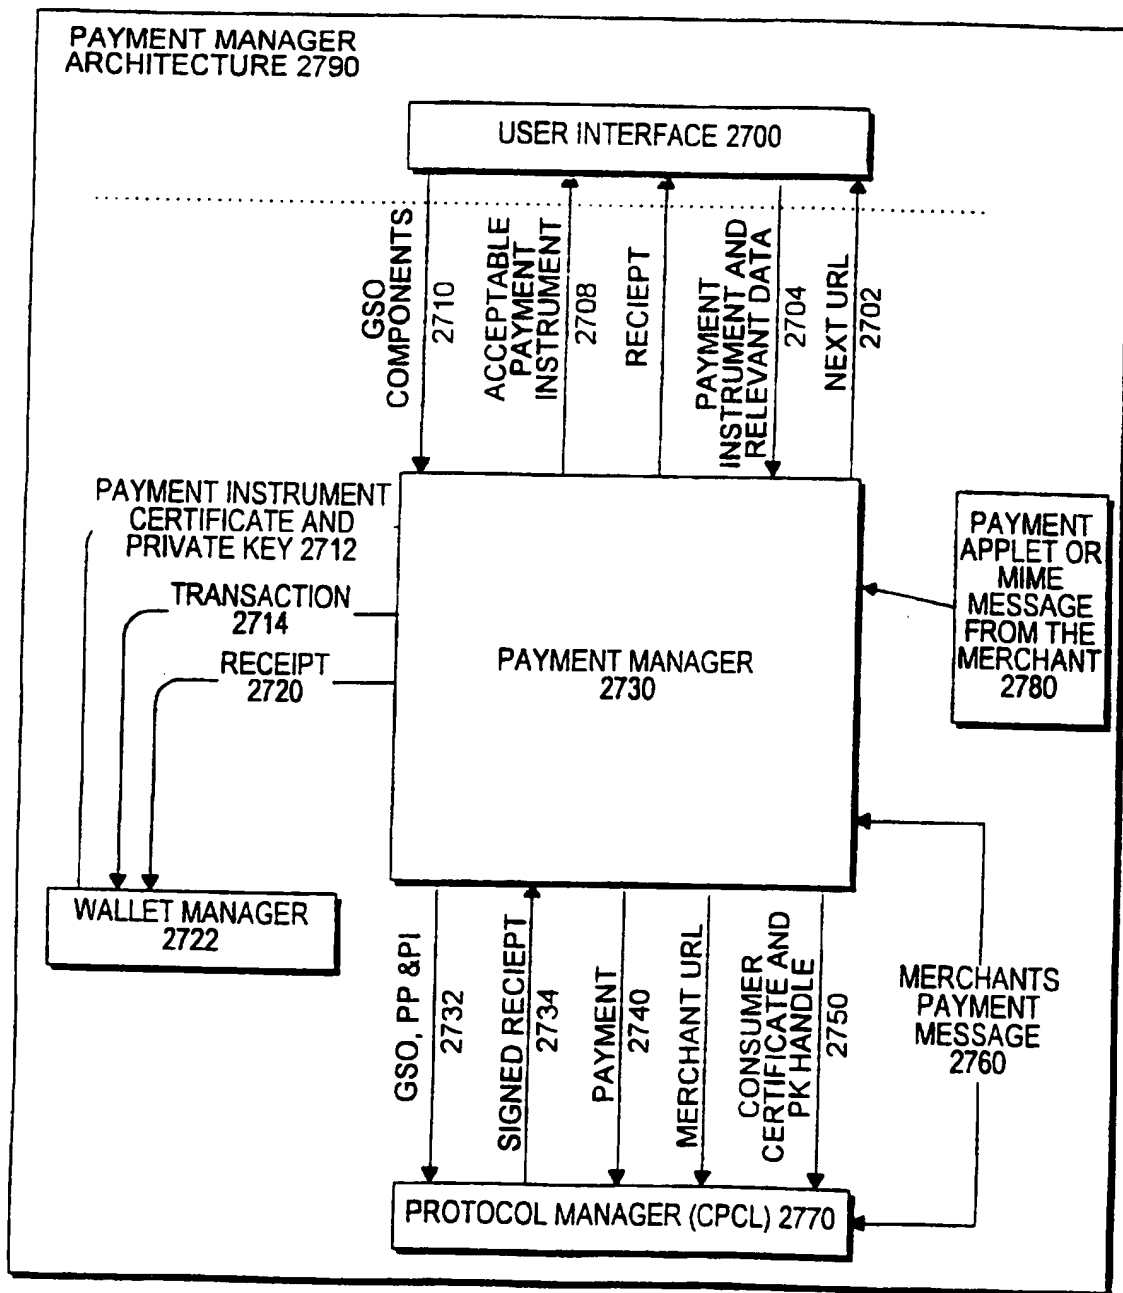 PAYMENT MANAGER
ARCHITECTURE 2790
USER INTERFACE 2700
GSO
COMPONENTS
2710
ACCEPTABLE
PAYMENT
INSTRUMENT
2708
RECIEPT
PAYMENT
INSTRUMENT AND
RELEVANT DATA
2704
NEXT URL
2702
PAYMENT INSTRUMENT
CERTIFICATE AND
PRIVATE KEY 2712
TRANSACTION
2714
RECEIPT
2720
PAYMENT MANAGER
2730
PAYMENT
APPLET OR
MIME
MESSAGE
FROM THE
MERCHANT
2780
WALLET MANAGER
2722
GSO, PP &PI
2732
SIGNED RECIEPT
2734
PAYMENT
2740
MERCHANT URL
CONSUMER
CERTIFICATE AND
PK HANDLE
2750
MERCHANTS
PAYMENT
MESSAGE
2760
PROTOCOL MANAGER (CPCL) 2770